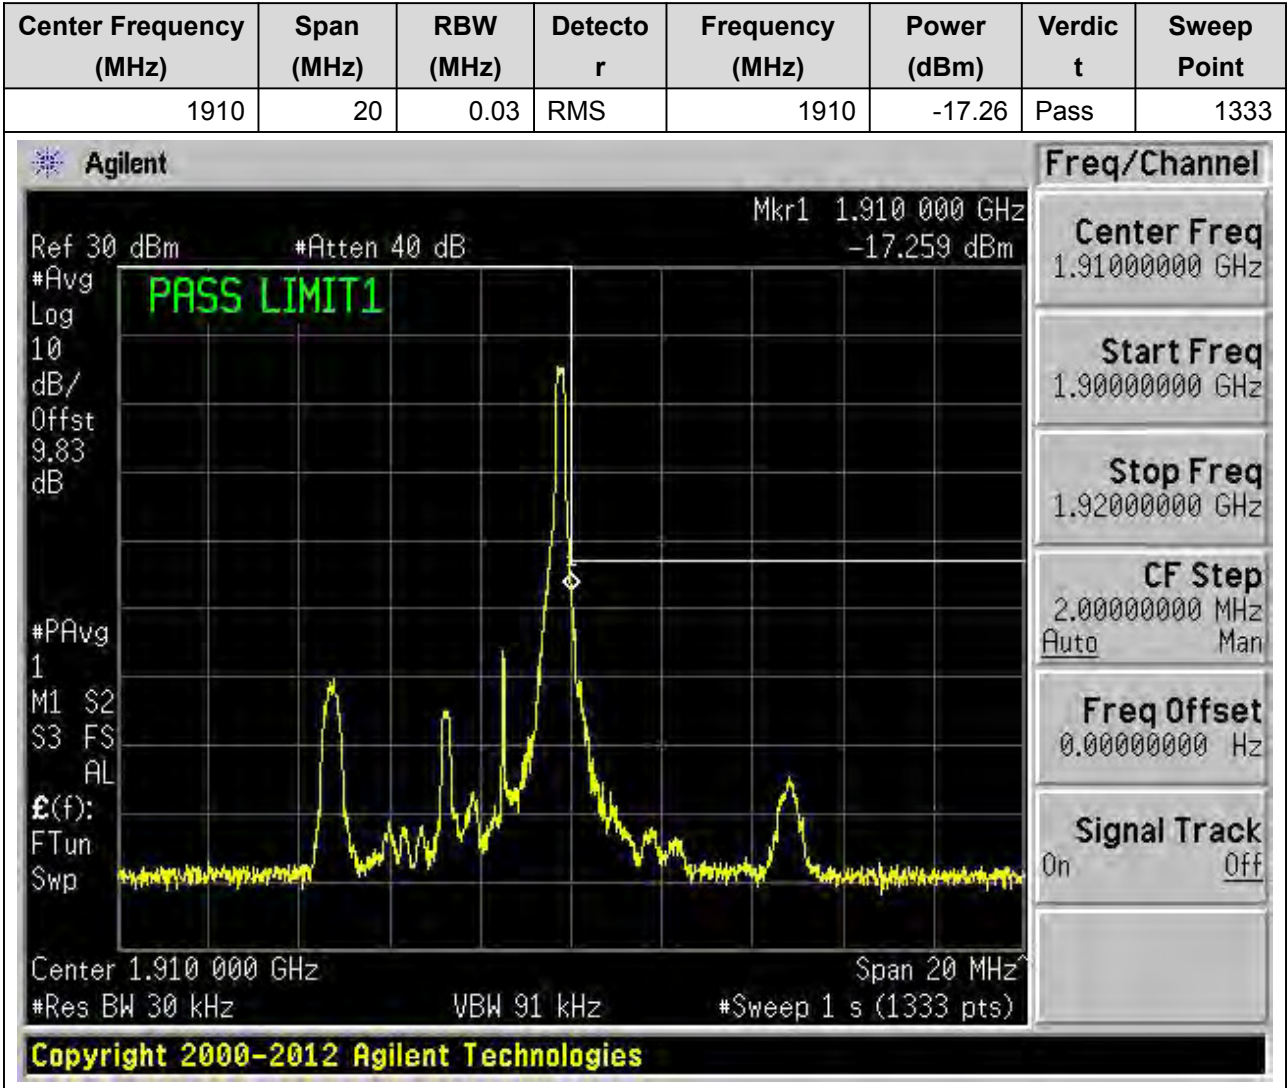 Center Frequency (MHz) Span (MHz) RBW (MHz) Detecto r Frequency (MHz) Power (dBm) Verdic t Sweep Point
1910 20 0.03 RMS 1910 -17.26 Pass 1333
Agilent
Freq/Channel
Mkr1 1.910 000 GHz
Ref 30 dBm #Atten 40 dB -17.259 dBm
#Avg
Log
10
dB/
Offst
9.83
dB
PASS LIMIT1
#PAvg
1
M1 S2
S3 FS
AL
£(f):
FTun
Swp
Center 1.910 000 GHz Span 20 MHz^
#Res BW 30 kHz VBW 91 kHz #Sweep 1 s (1333 pts)
Center Freq
1.91000000 GHz
Start Freq
1.90000000 GHz
Stop Freq
1.92000000 GHz
CF Step
2.00000000 MHz
Auto Man
Freq Offset
0.00000000 Hz
Signal Track
On Off
Copyright 2000-2012 Agilent Technologies